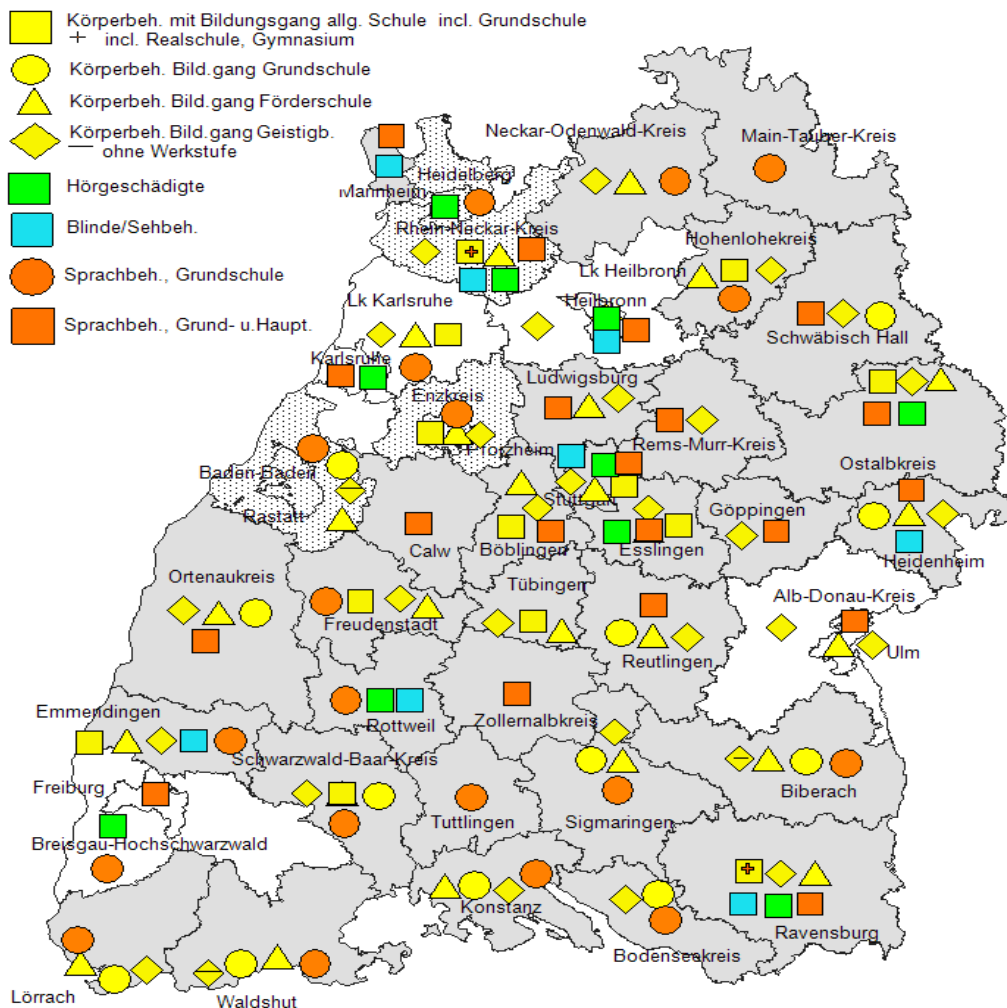 Körperbeh. mit Bildungsgang allg. Schule incl. Grundschule
+ incl. Realschule, Gymnasium
Körperbeh. Bild.gang Grundschule
Körperbeh. Bild.gang Förderschule
Körperbeh. Bild.gang Geistigb.
— ohne Werkstufe
Hörgeschädigte
Blinde/Sehbeh.
Sprachbeh., Grundschule
Sprachbeh., Grund- u.Haupt.
Neckar-Odenwald-Kreis
Main-Tauber-Kreis
Heidelberg
Mannheim
Rhein-Neckar-Kreis
Hohenlohekreis
Lk Heilbronn
Lk Karlsruhe
Heilbronn
Schwäbisch Hall
Karlsruhe
Ludwigsburg
Enzkreis
Pforzheim
Rems-Murr-Kreis
Ostalbkreis
Baden-Baden
Stuttgart
Rastatt
Göppingen
Calw
Böblingen
Esslingen
Heidenheim
Ortenaukreis
Tübingen
Alb-Donau-Kreis
Freudenstadt
Reutlingen
Ulm
Emmendingen
Rottweil
Zollernalbkreis
Schwarzwald-Baar-Kreis
Freiburg
Biberach
Tuttlingen
Sigmaringen
Breisgau-Hochschwarzwald
Konstanz
Ravensburg
Bodenseekreis
Lörrach
Waldshut